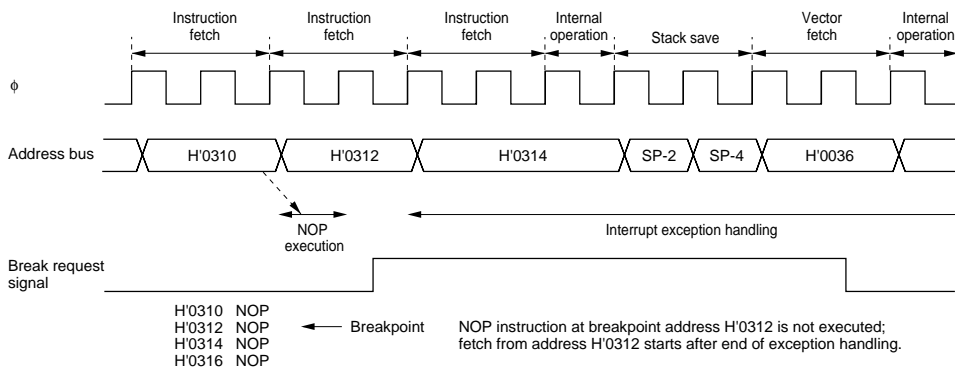 Instruction fetch
Instruction fetch
Instruction fetch
Internal operation
Stack save
Vector fetch
Internal operation
φ
Address bus
H'0310
H'0312
H'0314
SP-2
SP-4
H'0036
NOP execution
Interrupt exception handling
Break request signal
H'0310 NOP
H'0312 NOP
H'0314 NOP
H'0316 NOP
Breakpoint
NOP instruction at breakpoint address H'0312 is not executed;
fetch from address H'0312 starts after end of exception handling.